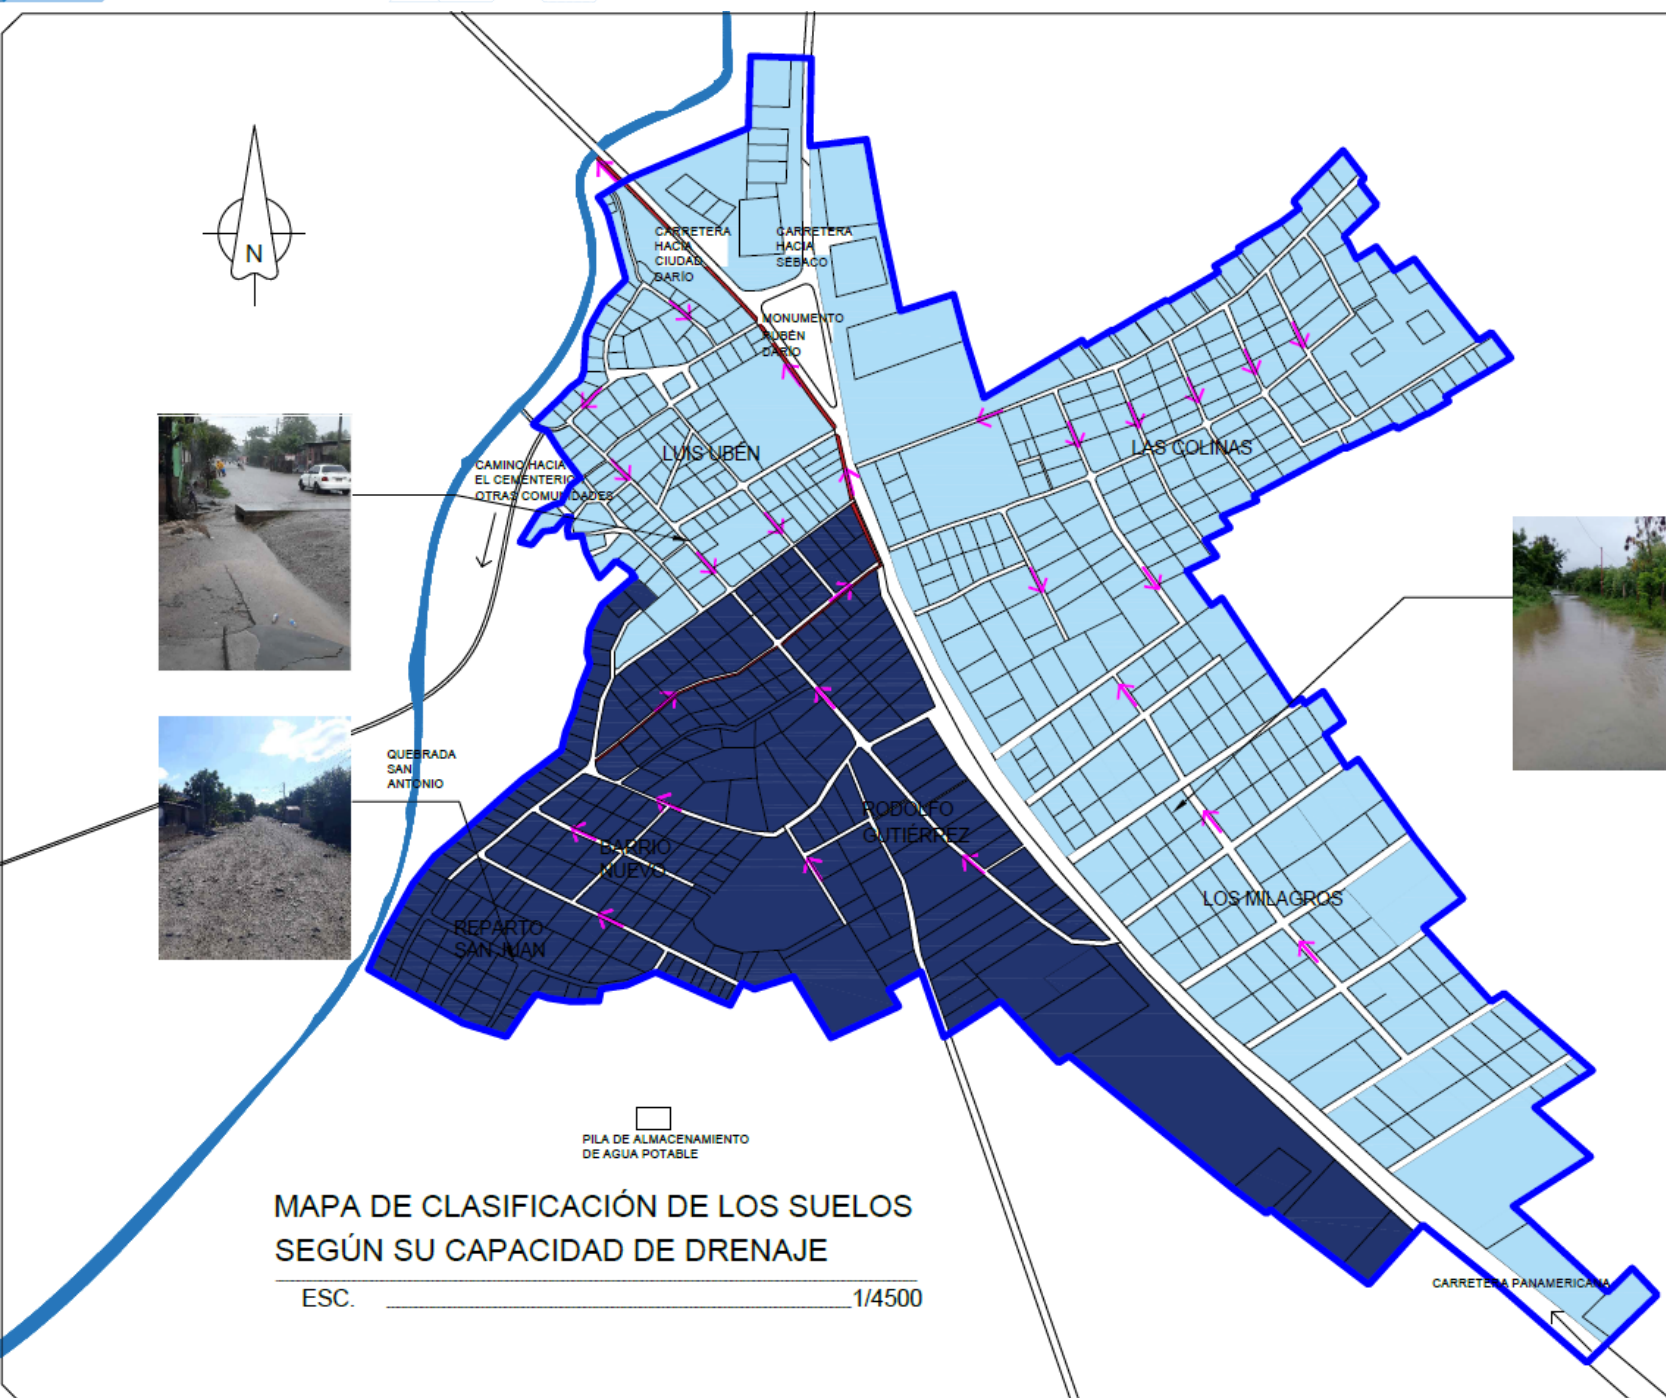 N
CARRETERA
HACIA
CIUDAD
DARÍO
CARRETERA
HACIA
SEBACO
MONUMENTO
RUBÉN
DARÍO
LUIS UBÉN
LAS COLINAS
CAMINO HACIA
EL CEMENTERIO Y
OTRAS COMUNIDADES
QUEBRADA
SAN
ANTONIO
RODOLFO
GUTIÉRREZ
BARRIO
NUEVO
LOS MILAGROS
REPARTO
SAN JUAN
PILA DE ALMACENAMIENTO
DE AGUA POTABLE
MAPA DE CLASIFICACIÓN DE LOS SUELOS
SEGÚN SU CAPACIDAD DE DRENAJE
ESC. 1/4500
CARRETERA PANAMERICANA